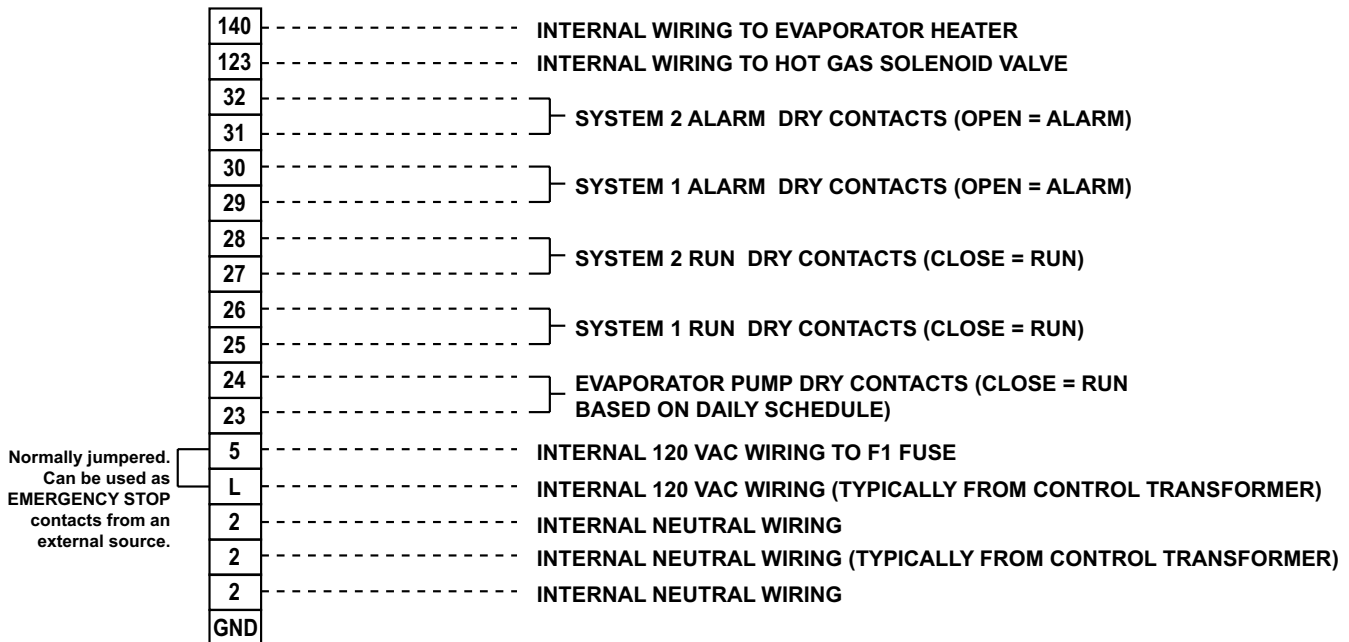 140 INTERNAL WIRING TO EVAPORATOR HEATER
123 INTERNAL WIRING TO HOT GAS SOLENOID VALVE
32
SYSTEM 2 ALARM DRY CONTACTS (OPEN = ALARM)
31
30
SYSTEM 1 ALARM DRY CONTACTS (OPEN = ALARM)
29
28
SYSTEM 2 RUN DRY CONTACTS (CLOSE = RUN)
27
26
SYSTEM 1 RUN DRY CONTACTS (CLOSE = RUN)
25
24
EVAPORATOR PUMP DRY CONTACTS (CLOSE = RUN
BASED ON DAILY SCHEDULE)
23
5 INTERNAL 120 VAC WIRING TO F1 FUSE
Normally jumpered.
Can be used as
EMERGENCY STOP
contacts from an
external source.
L INTERNAL 120 VAC WIRING (TYPICALLY FROM CONTROL TRANSFORMER)
2 INTERNAL NEUTRAL WIRING
2 INTERNAL NEUTRAL WIRING (TYPICALLY FROM CONTROL TRANSFORMER)
2 INTERNAL NEUTRAL WIRING
GND